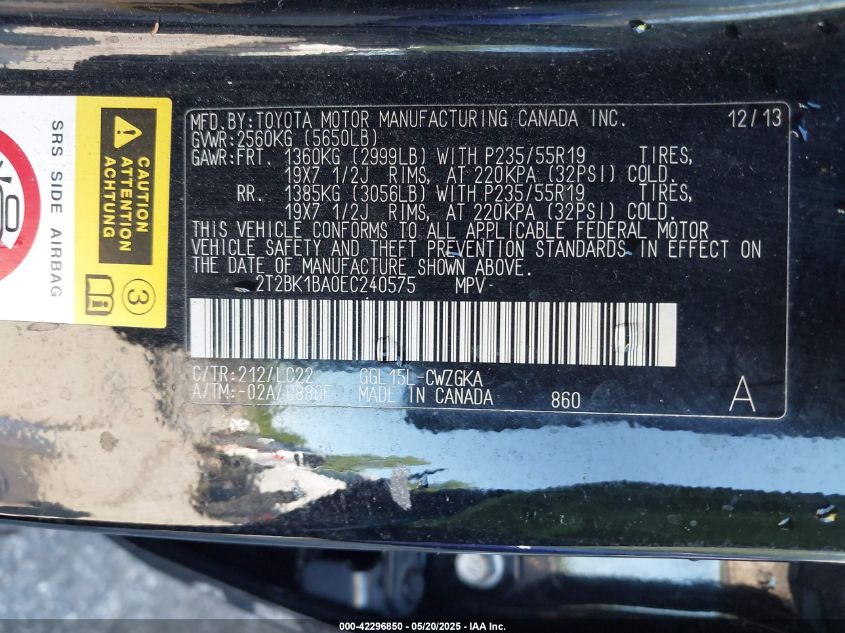 SRS SIDE AIRBAG
CAUTION
ATTENTION
ACHTUNG
3
MFD.BY:TOYOTA MOTOR MANUFACTURING CANADA INC. 12/13
GVWR:2560KG (5650LB)
GAWR:FRT. 1360KG (2999LB) WITH P235/55R19 TIRES,
19X7 1/2J RIMS, AT 220KPA (32PSI) COLD.
RR. 1385KG (3056LB) WITH P235/55R19 TIRES,
19X7 1/2J RIMS, AT 220KPA (32PSI) COLD.
THIS VEHICLE CONFORMS TO ALL APPLICABLE FEDERAL MOTOR
VEHICLE SAFETY AND THEFT PREVENTION STANDARDS IN EFFECT ON
THE DATE OF MANUFACTURE SHOWN ABOVE.
2T2BK1BA0EC240575 MPV
C/TR:212/LC22 GGL15L-CWZGKA
A/TM:-02A/U880F MADE IN CANADA 860 A
000-42296850 - 05/20/2025 - IAA Inc.